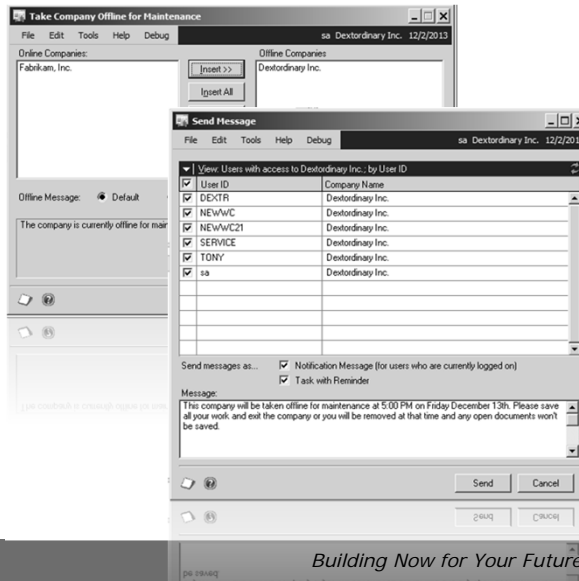 Take Company Offline for Maintenance
File Edit Tools Help Debug
sa Dextordinary Inc. 12/2/2013
Online Companies:
Offline Companies
Fabrikam, Inc.
Dextordinary Inc.
Insert >>
Insert All
Offline Message:
Default
The company is currently offline for
Send Message
File Edit Tools Help Debug
sa Dextordinary Inc. 12/2/201
View: Users with access to Dextordinary Inc.; by User ID
User ID Company Name
DEXTR Dextordinary Inc.
NEWWC Dextordinary Inc.
NEWWC21 Dextordinary Inc.
SERVICE Dextordinary Inc.
TONY Dextordinary Inc.
sa Dextordinary Inc.
Send messages as...
Notification Message (for users who are currently logged on)
Task with Reminder
Message:
This company will be taken offline for maintenance at 5:00 PM on Friday December 13th. Please save
all your work and exit the company or you will be removed at that time and any open documents won't
be saved.
Send Cancel
Building Now for Your Future